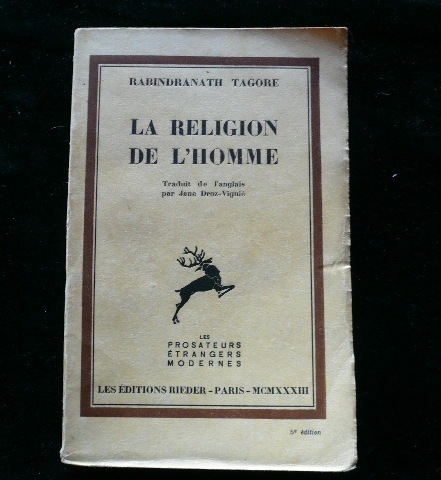 RABINDRANATH TAGORE
LA RELIGION
DE L'HOMME
Traduit de l'anglais
par Jane Droz-Viguié
LES
PROSATEURS
ÉTRANGERS
MODERNES
LES ÉDITIONS RIEDER - PARIS - MCMXXXIII
5e édition